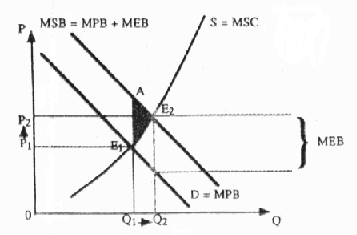 P
MSB = MPB + MEB
S = MSC
A
E2
P2
P1
E1
MEB
D = MPB
0
Q1
Q2
Q